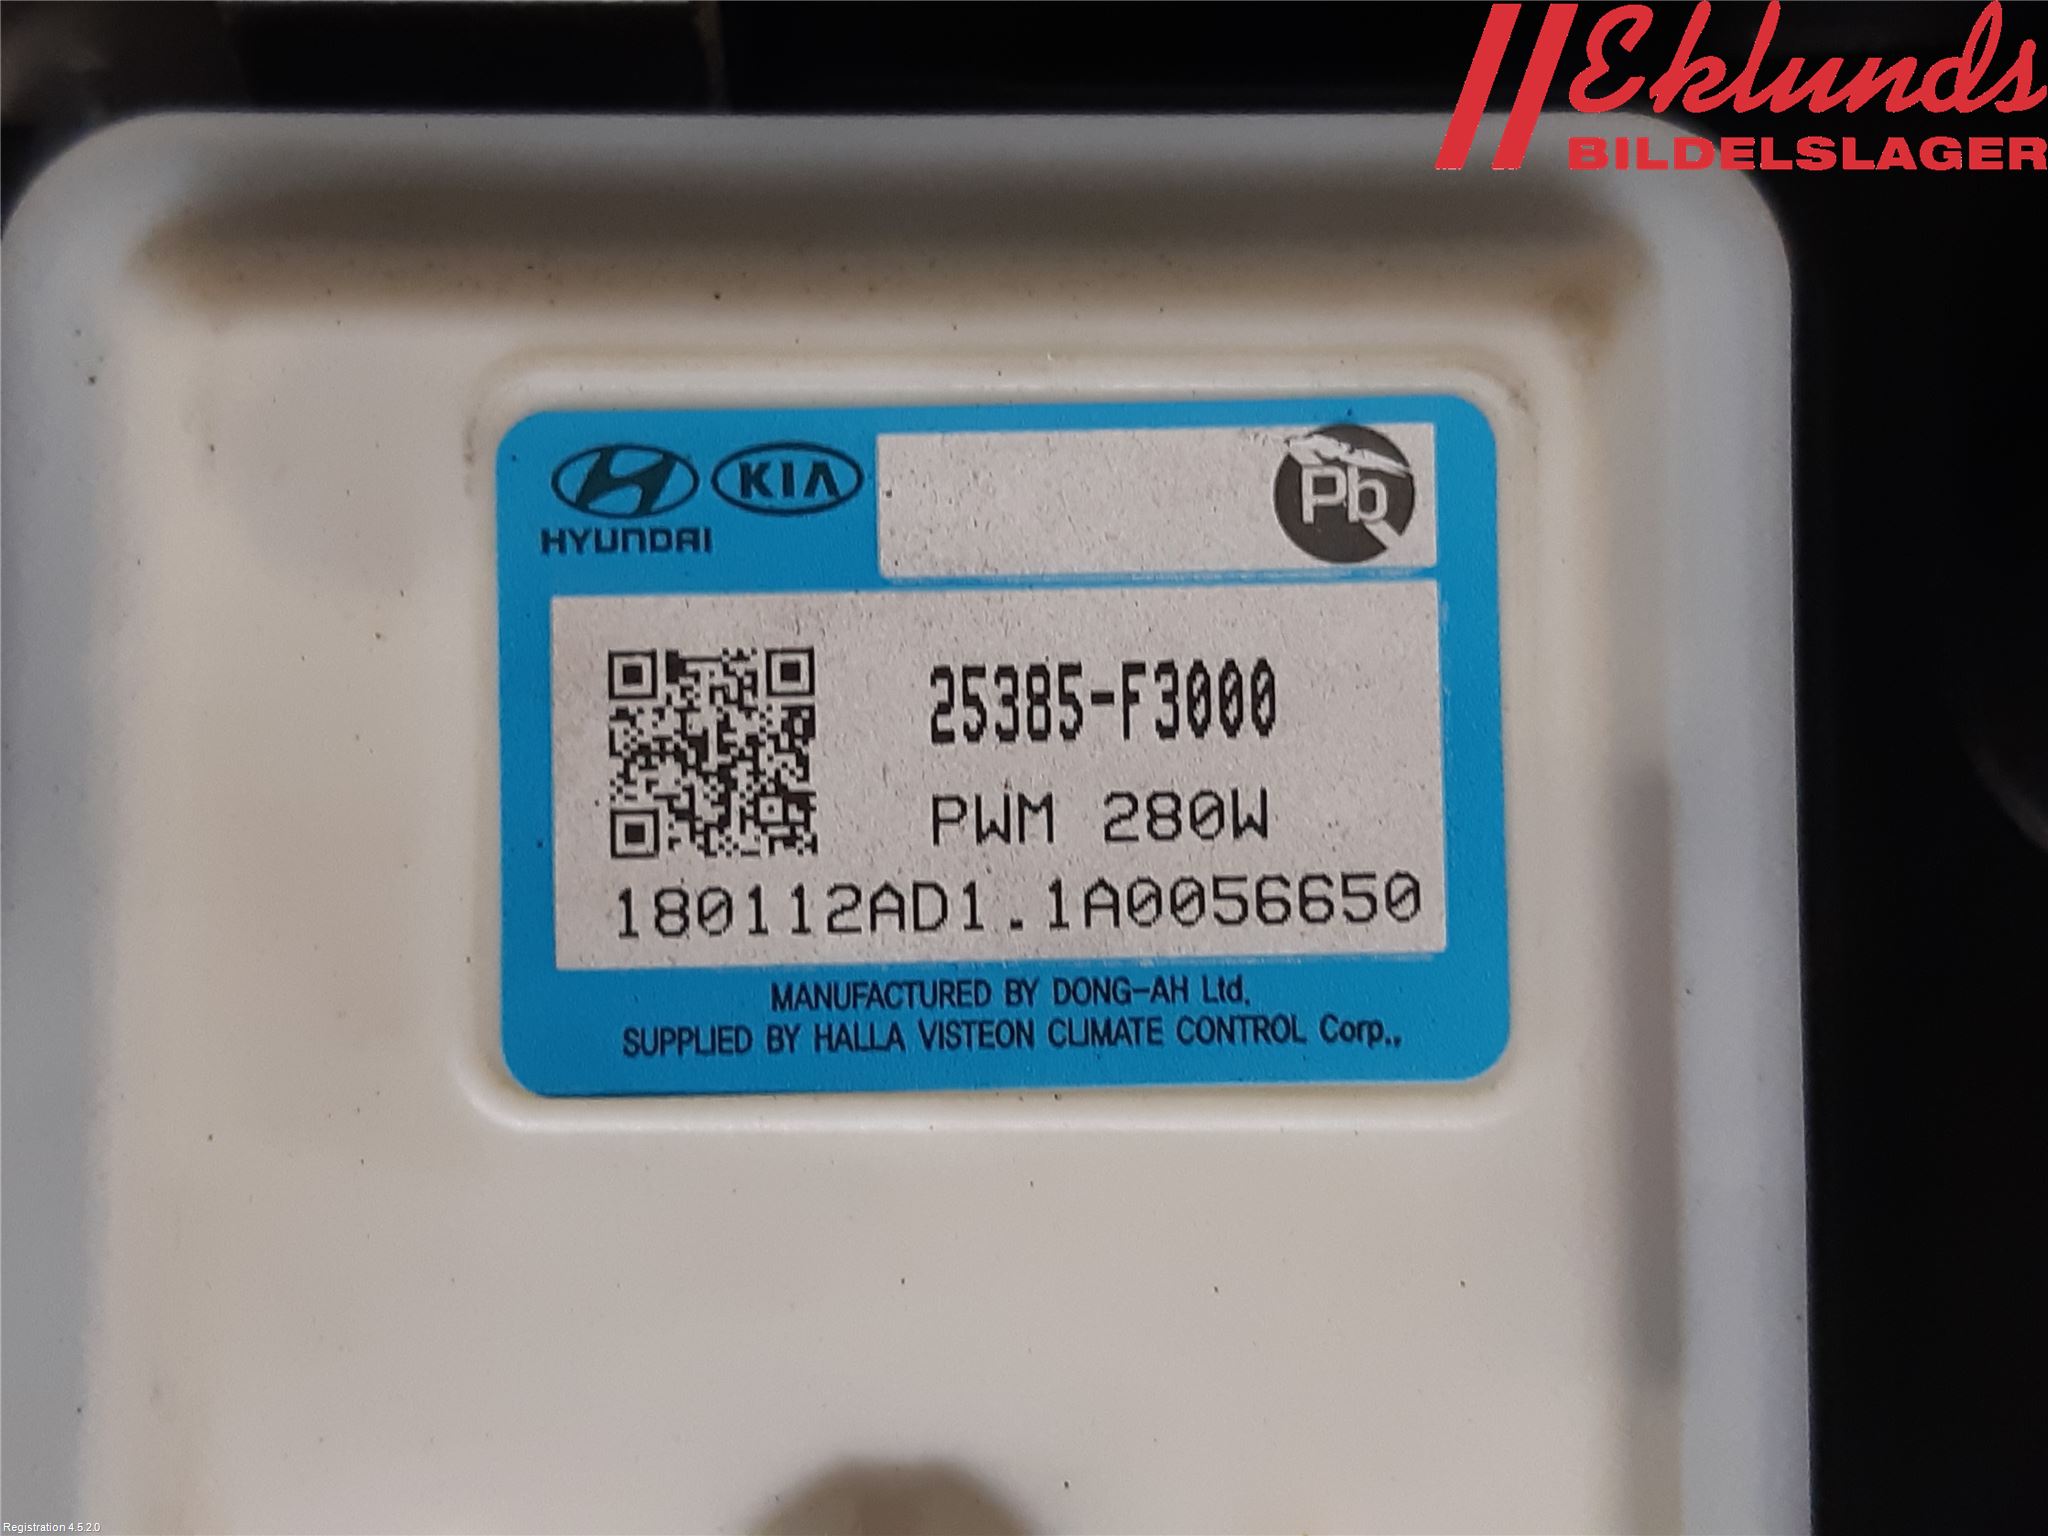 Eklunds
BILDELSLAGER
HYUNDAI
KIA
Pb
25385-F3000
PWM 280W
180112AD1.1A0056650
MANUFACTURED BY DONG-AH Ltd.
SUPPLIED BY HALLA VISTEON CLIMATE CONTROL Corp.,
Registration 4.5.2.0